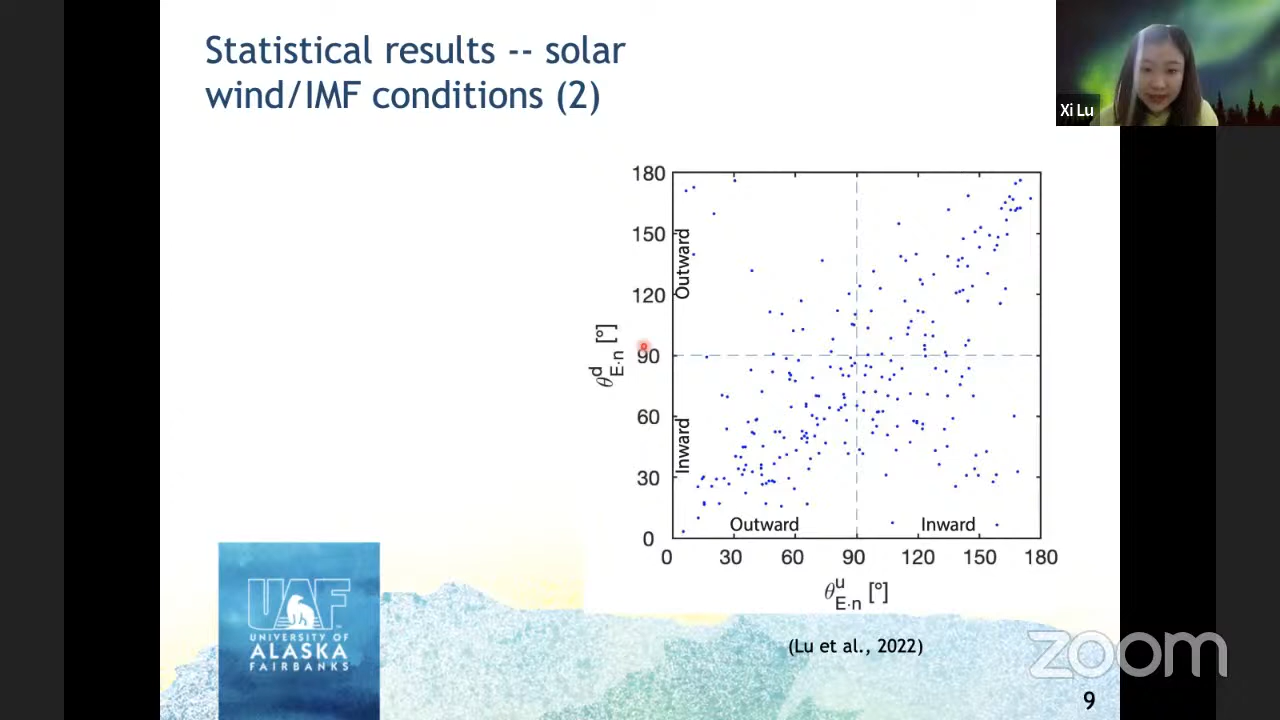 Statistical results -- solar
wind/IMF conditions (2)
Xi Lu
180
150
120
90
60
30
0
Outward
Inward
θᵈE·n [°]
Outward
Inward
0 30 60 90 120 150 180
θᵘE·n [°]
(Lu et al., 2022)
UAF
UNIVERSITY OF
ALASKA
FAIRBANKS
zoom
9